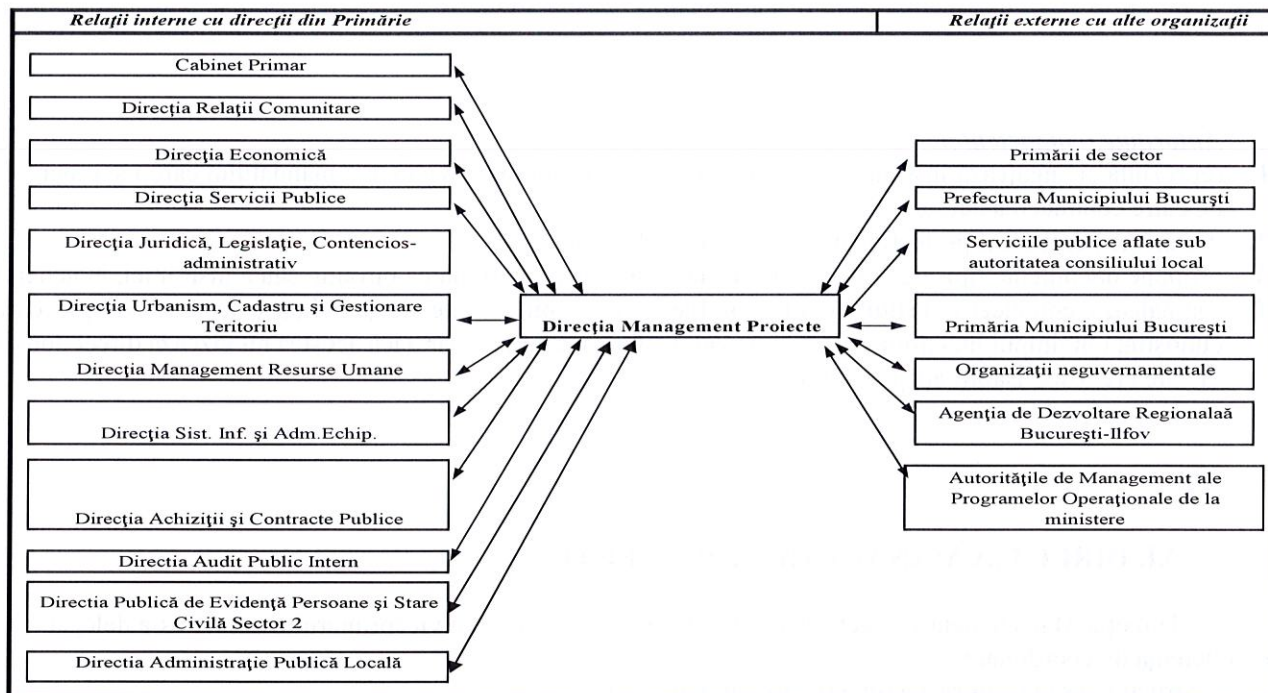 Relaţii interne cu direcţii din Primărie
Relaţii externe cu alte organizaţii
Cabinet Primar
Direcţia Relaţii Comunitare
Direcţia Economică
Direcţia Servicii Publice
Direcţia Juridică, Legislaţie, Contencios-
administrativ
Direcţia Urbanism, Cadastru şi Gestionare
Teritoriu
Direcţia Management Resurse Umane
Direcţia Sist. Inf. şi Adm.Echip.
Direcţia Achiziţii şi Contracte Publice
Directia Audit Public Intern
Directia Publică de Evidenţă Persoane şi Stare
Civilă Sector 2
Directia Administraţie Publică Locală
Direcţia Management Proiecte
Primării de sector
Prefectura Municipiului Bucurşti
Serviciile publice aflate sub
autoritatea consiliului local
Primăria Municipiului Bucureşti
Organizaţii neguvernamentale
Agenţia de Dezvoltare Regionalaă
Bucureşti-Ilfov
Autorităţile de Management ale
Programelor Operaţionale de la
ministere